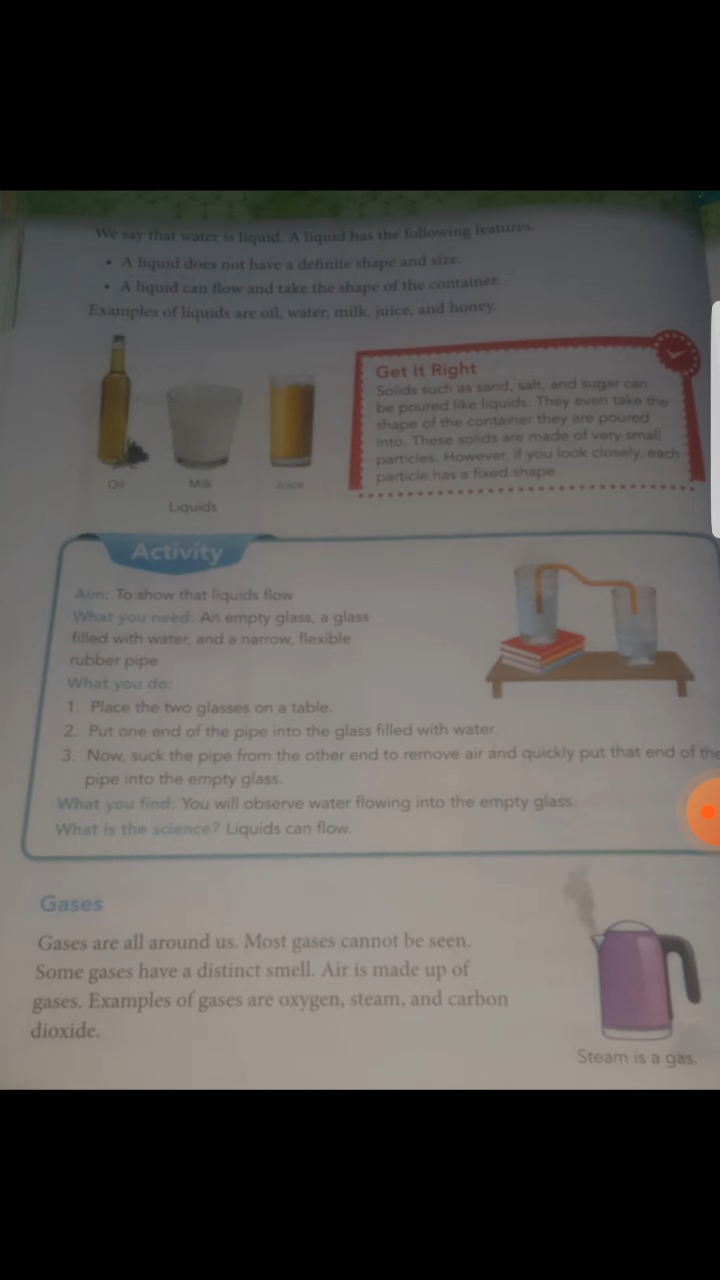 We say that water is liquid. A liquid has the following features.
• A liquid does not have a definite shape and size.
• A liquid can flow and take the shape of the container.
Examples of liquids are oil, water, milk, juice, and honey.
Oil
Milk
Juice
Liquids
Get It Right
Solids such as sand, salt, and sugar can
be poured like liquids. They even take the
shape of the container they are poured
into. These solids are made of very small
particles. However, if you look closely, each
particle has a fixed shape
Activity
Aim: To show that liquids flow
What you need: An empty glass, a glass
filled with water, and a narrow, flexible
rubber pipe
What you do:
1. Place the two glasses on a table.
2. Put one end of the pipe into the glass filled with water.
3. Now, suck the pipe from the other end to remove air and quickly put that end of the
pipe into the empty glass.
What you find: You will observe water flowing into the empty glass.
What is the science? Liquids can flow.
Gases
Gases are all around us. Most gases cannot be seen.
Some gases have a distinct smell. Air is made up of
gases. Examples of gases are oxygen, steam, and carbon
dioxide.
Steam is a gas.